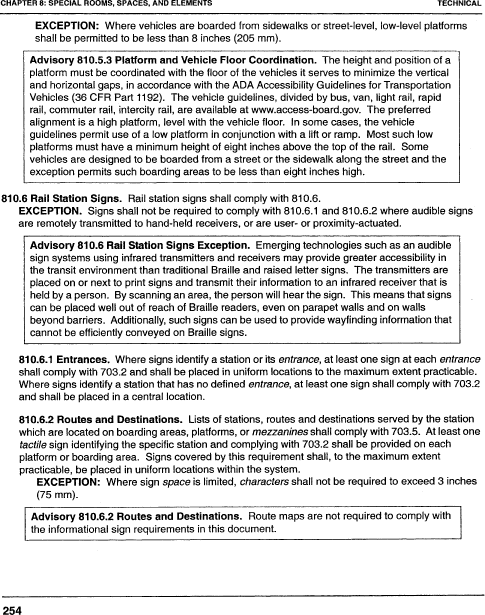 CHAPTER 8: SPECIAL ROOMS, SPACES, AND ELEMENTS TECHNICAL
EXCEPTION: Where vehicles are boarded from sidewalks or street-level, low-level platforms
shall be permitted to be less than 8 inches (205 mm).
Advisory 810.5.3 Platform and Vehicle Floor Coordination. The height and position of a
platform must be coordinated with the floor of the vehicles it serves to minimize the vertical
and horizontal gaps, in accordance with the ADA Accessibility Guidelines for Transportation
Vehicles (36 CFR Part 1192). The vehicle guidelines, divided by bus, van, light rail, rapid
rail, commuter rail, intercity rail, are available at www.access-board.gov. The preferred
alignment is a high platform, level with the vehicle floor. In some cases, the vehicle
guidelines permit use of a low platform in conjunction with a lift or ramp. Most such low
platforms must have a minimum height of eight inches above the top of the rail. Some
vehicles are designed to be boarded from a street or the sidewalk along the street and the
exception permits such boarding areas to be less than eight inches high.
810.6 Rail Station Signs. Rail station signs shall comply with 810.6.
EXCEPTION. Signs shall not be required to comply with 810.6.1 and 810.6.2 where audible signs
are remotely transmitted to hand-held receivers, or are user- or proximity-actuated.
Advisory 810.6 Rail Station Signs Exception. Emerging technologies such as an audible
sign systems using infrared transmitters and receivers may provide greater accessibility in
the transit environment than traditional Braille and raised letter signs. The transmitters are
placed on or next to print signs and transmit their information to an infrared receiver that is
held by a person. By scanning an area, the person will hear the sign. This means that signs
can be placed well out of reach of Braille readers, even on parapet walls and on walls
beyond barriers. Additionally, such signs can be used to provide wayfinding information that
cannot be efficiently conveyed on Braille signs.
810.6.1 Entrances. Where signs identify a station or its entrance, at least one sign at each entrance
shall comply with 703.2 and shall be placed in uniform locations to the maximum extent practicable.
Where signs identify a station that has no defined entrance, at least one sign shall comply with 703.2
and shall be placed in a central location.
810.6.2 Routes and Destinations. Lists of stations, routes and destinations served by the station
which are located on boarding areas, platforms, or mezzanines shall comply with 703.5. At least one
tactile sign identifying the specific station and complying with 703.2 shall be provided on each
platform or boarding area. Signs covered by this requirement shall, to the maximum extent
practicable, be placed in uniform locations within the system.
EXCEPTION: Where sign space is limited, characters shall not be required to exceed 3 inches
(75 mm).
Advisory 810.6.2 Routes and Destinations. Route maps are not required to comply with
the informational sign requirements in this document.
254